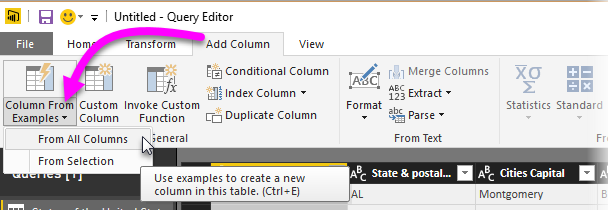 Untitled - Query Editor
File Home Transform Add Column View
Column From Examples
Custom Column
Invoke Custom Function
Conditional Column
Index Column
Duplicate Column
General
Format
Merge Columns
Extract
Parse
From Text
Statistics
Standard
From All Columns
From Selection
Use examples to create a new
column in this table. (Ctrl+E)
Queries [1]
State & postal...
Cities Capital
AL
Montgomery